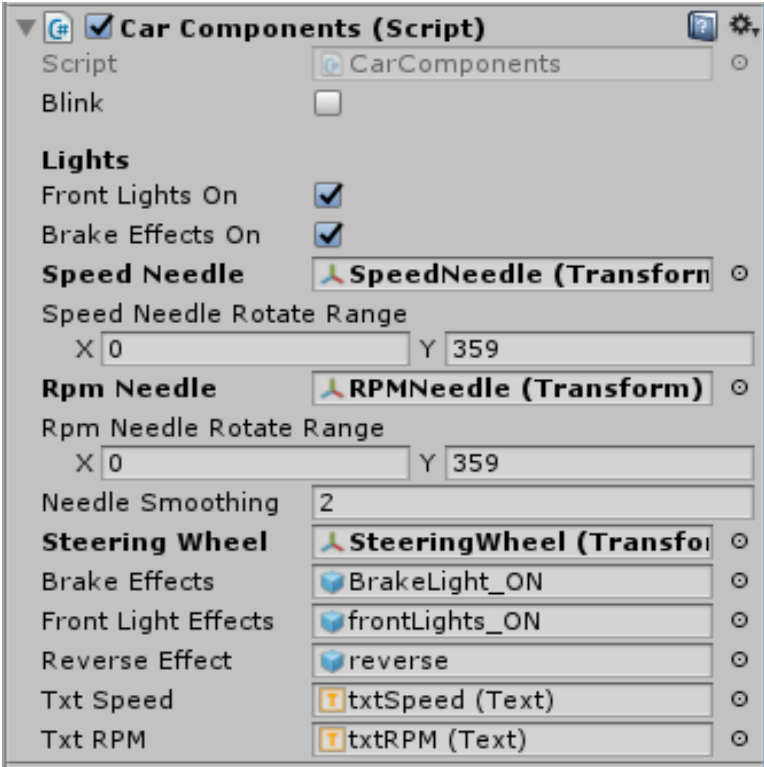 Car Components (Script)
Script CarComponents
Blink
Lights
Front Lights On
Brake Effects On
Speed Needle SpeedNeedle (Transforn
Speed Needle Rotate Range
X 0 Y 359
Rpm Needle RPMNeedle (Transform)
Rpm Needle Rotate Range
X 0 Y 359
Needle Smoothing 2
Steering Wheel SteeringWheel (Transfo
Brake Effects BrakeLight_ON
Front Light Effects frontLights_ON
Reverse Effect reverse
Txt Speed txtSpeed (Text)
Txt RPM txtRPM (Text)